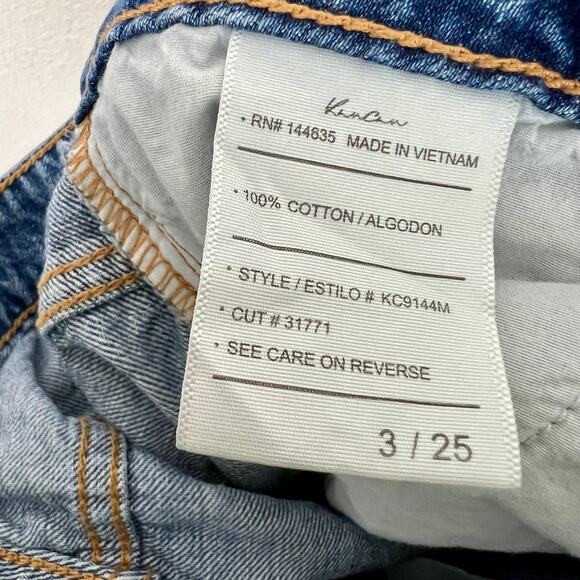 KanCan
• RN# 144635 MADE IN VIETNAM
• 100% COTTON / ALGODON
• STYLE / ESTILO # KC9144M
• CUT # 31771
• SEE CARE ON REVERSE
3 / 25